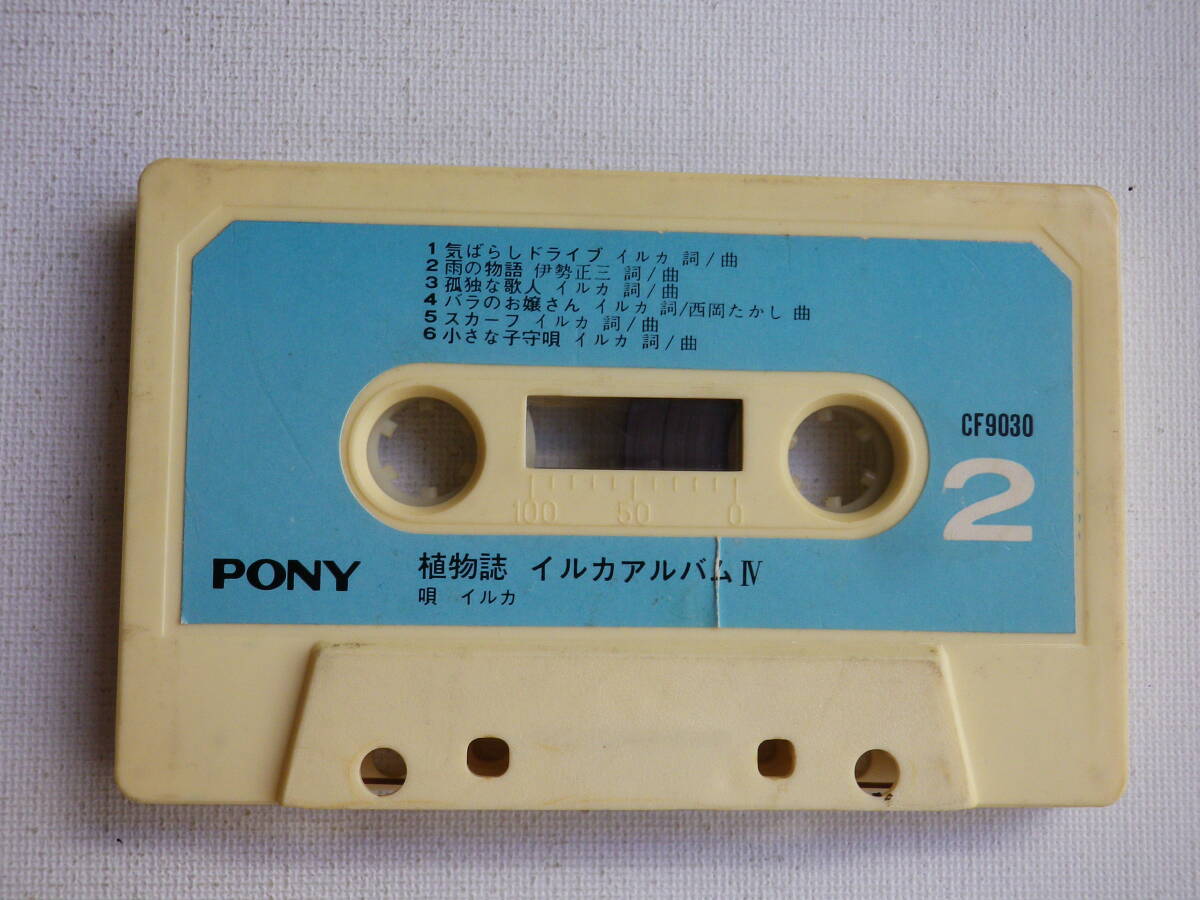 1 気ばらしドライブ イルカ 詞/曲
2 雨の物語 伊勢正三 詞/曲
3 孤独な歌人 イルカ 詞/曲
4 バラのお嬢さん イルカ 詞/西岡たかし 曲
5 スカーフ イルカ 詞/曲
6 小さな子守唄 イルカ 詞/曲
CF9030
2
100 50 0
PONY 植物誌 イルカアルバムⅣ
唄 イルカ